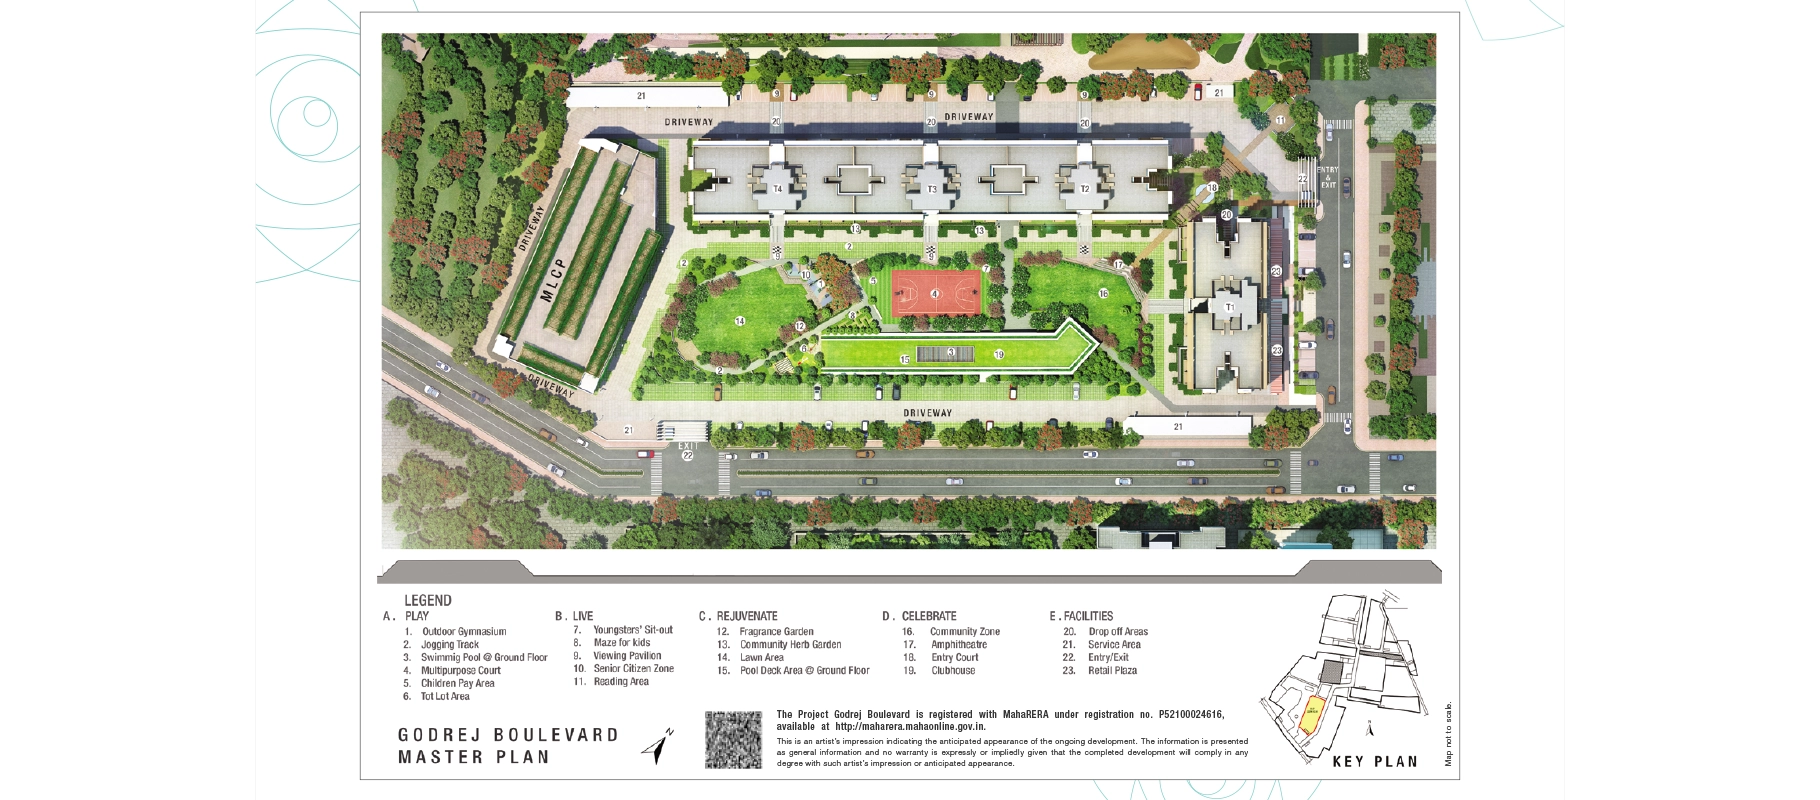 21
9
9
9
21
DRIVEWAY
20
20
DRIVEWAY
20
11
ENTRY
&
EXIT
22
T4
T3
T2
18
20
DRIVEWAY
13
13
2
9
9
2
10
1
5
7
17
23
MLCP
4
16
T1
14
12
8
6
15
3
19
23
2
DRIVEWAY
DRIVEWAY
21
21
EXIT
22
LEGEND
A. PLAY
1. Outdoor Gymnasium
2. Jogging Track
3. Swimmig Pool @ Ground Floor
4. Multipurpose Court
5. Children Pay Area
6. Tot Lot Area
B. LIVE
7. Youngsters' Sit-out
8. Maze for kids
9. Viewing Pavilion
10. Senior Citizen Zone
11. Reading Area
C. REJUVENATE
12. Fragrance Garden
13. Community Herb Garden
14. Lawn Area
15. Pool Deck Area @ Ground Floor
D. CELEBRATE
16. Community Zone
17. Amphitheatre
18. Entry Court
19. Clubhouse
E. FACILITIES
20. Drop off Areas
21. Service Area
22. Entry/Exit
23. Retail Plaza
GODREJ BOULEVARD
MASTER PLAN
N
The Project Godrej Boulevard is registered with MahaRERA under registration no. P52100024616,
available at http://maharera.mahaonline.gov.in.
This is an artist's impression indicating the anticipated appearance of the ongoing development. The information is presented
as general information and no warranty is expressly or impliedly given that the completed development will comply in any
degree with such artist's impression or anticipated appearance.
N
KEY PLAN
Map not to scale.